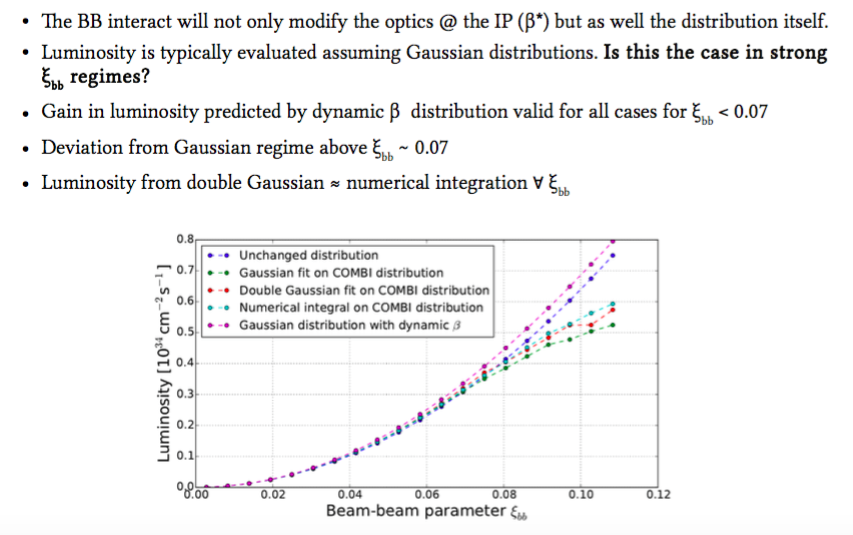 • The BB interact will not only modify the optics @ the IP (β*) but as well the distribution itself.
• Luminosity is typically evaluated assuming Gaussian distributions. Is this the case in strong
ξbb regimes?
• Gain in luminosity predicted by dynamic β distribution valid for all cases for ξbb < 0.07
• Deviation from Gaussian regime above ξbb ~ 0.07
• Luminosity from double Gaussian ≈ numerical integration ∀ ξbb
Unchanged distribution
Gaussian fit on COMBI distribution
Double Gaussian fit on COMBI distribution
Numerical integral on COMBI distribution
Gaussian distribution with dynamic β
Luminosity [10³⁴ cm⁻² s⁻¹]
0.8
0.7
0.6
0.5
0.4
0.3
0.2
0.1
0.0
0.00 0.02 0.04 0.06 0.08 0.10 0.12
Beam-beam parameter ξbb